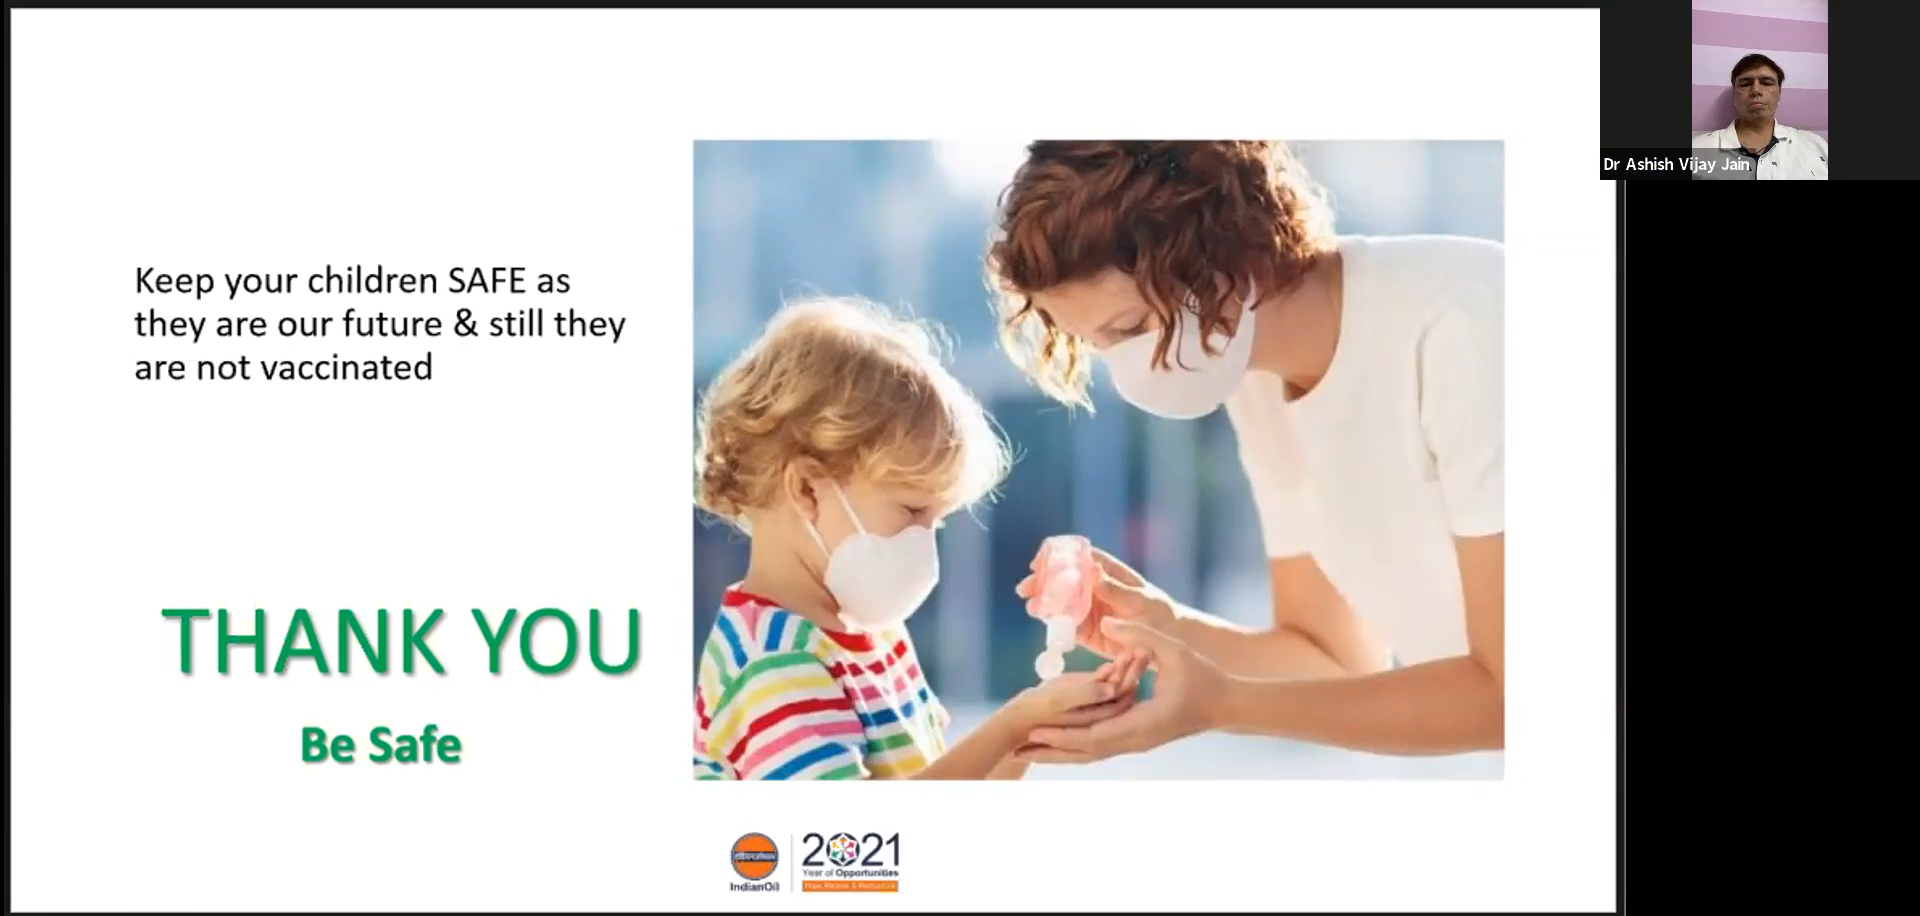 Keep your children SAFE as
they are our future & still they
are not vaccinated
THANK YOU
Be Safe
IndianOil
2021
Year of Opportunities
Dr Ashish Vijay Jain